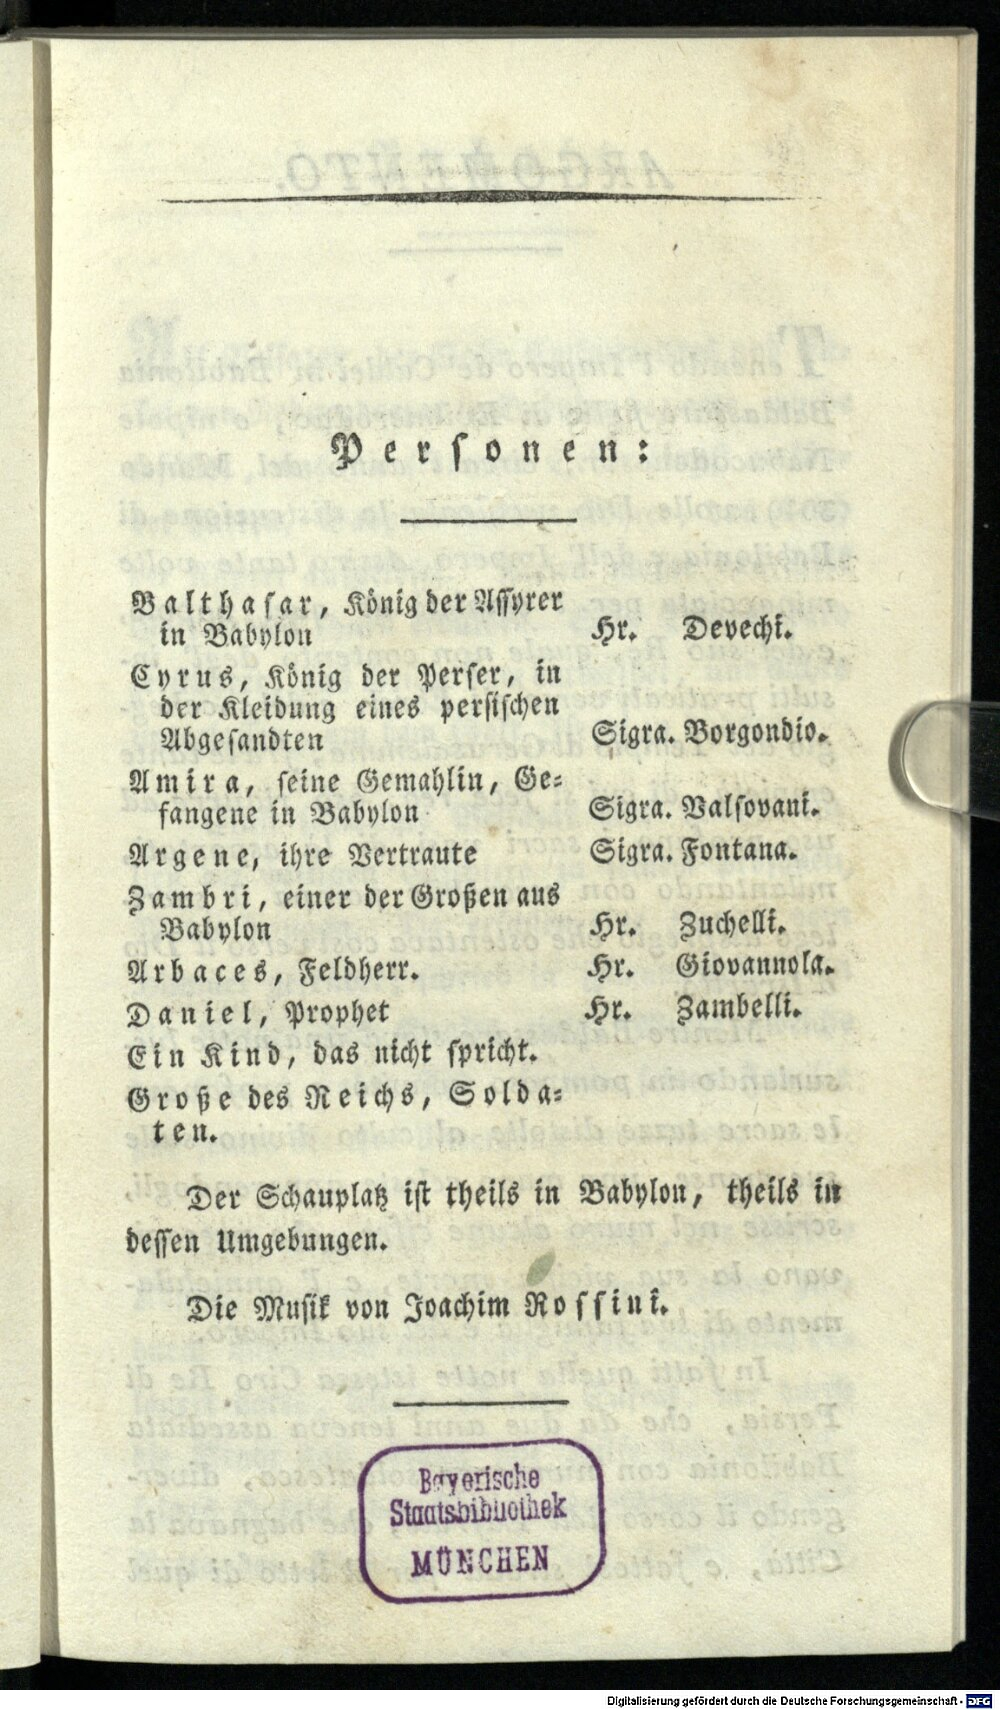 Personen:
Balthasar, König der Assyrer
in Babylon Hr. Devechi.
Cyrus, König der Perser, in
der Kleidung eines persischen
Abgesandten Sigra. Borgondio.
Amira, seine Gemahlin, Ge-
fangene in Babylon Sigra. Valsovani.
Argene, ihre Vertraute Sigra. Fontana.
Zambri, einer der Großen aus
Babylon Hr. Zuchelli.
Arbaces, Feldherr. Hr. Giovannola.
Daniel, Prophet Hr. Zambelli.
Ein Kind, das nicht spricht.
Große des Reichs, Solda-
ten.
Der Schauplatz ist theils in Babylon, theils in
dessen Umgebungen.
Die Musik von Joachim Rossini.
Bayerische
Staatsbibliothek
MÜNCHEN
Digitalisierung gefördert durch die Deutsche Forschungsgemeinschaft - DFG